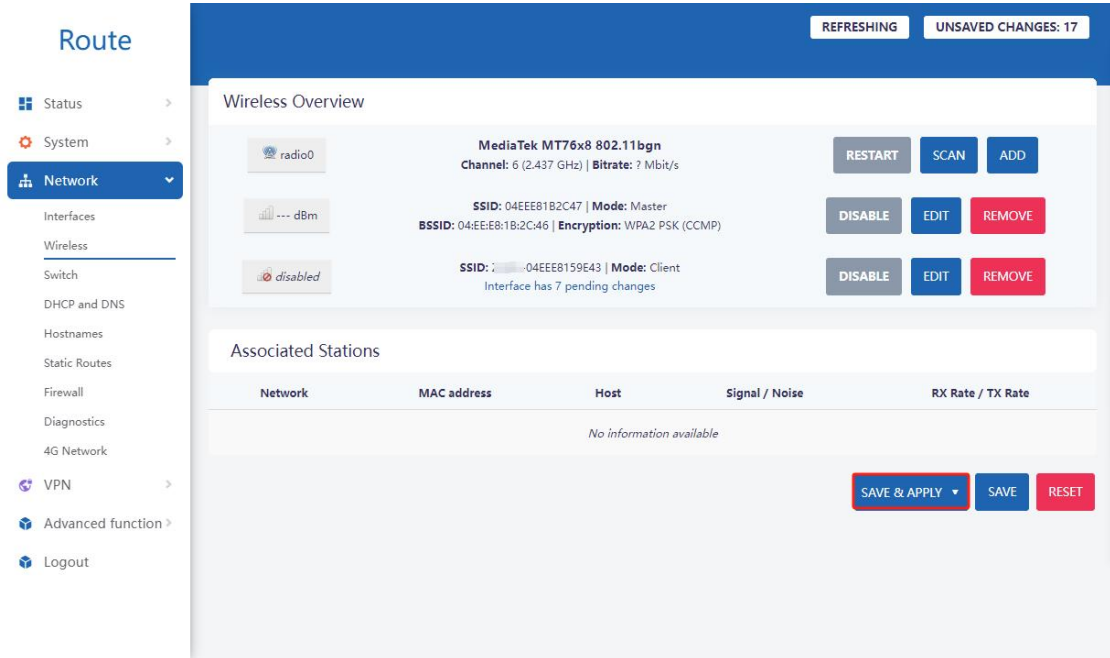 Route
REFRESHING
UNSAVED CHANGES: 17
Status
System
Network
Interfaces
Wireless
Switch
DHCP and DNS
Hostnames
Static Routes
Firewall
Diagnostics
4G Network
VPN
Advanced function
Logout
Wireless Overview
radio0
MediaTek MT76x8 802.11bgn
Channel: 6 (2.437 GHz) | Bitrate: ? Mbit/s
RESTART
SCAN
ADD
--- dBm
SSID: 04EEE81B2C47 | Mode: Master
BSSID: 04:EE:E8:1B:2C:46 | Encryption: WPA2 PSK (CCMP)
DISABLE
EDIT
REMOVE
disabled
SSID: -04EEE8159E43 | Mode: Client
Interface has 7 pending changes
DISABLE
EDIT
REMOVE
Associated Stations
Network MAC address Host Signal / Noise RX Rate / TX Rate
No information available
SAVE & APPLY
SAVE
RESET